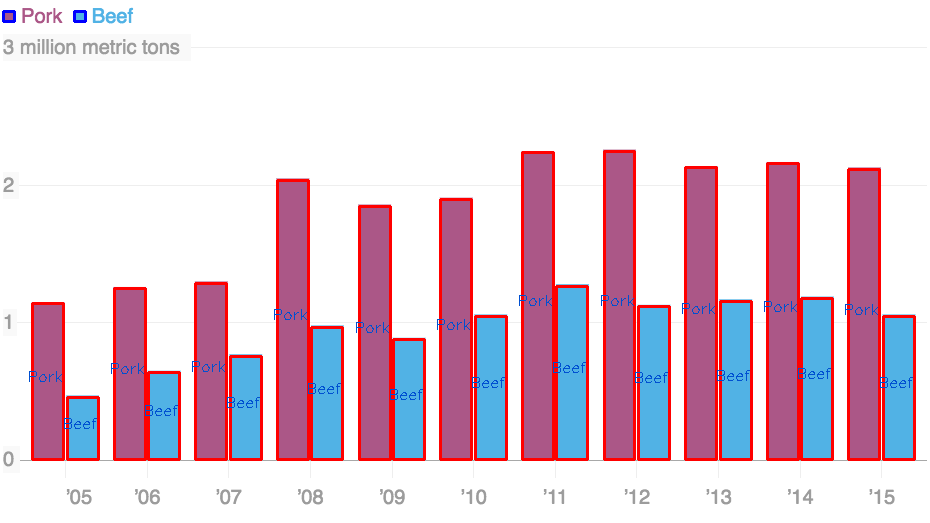 Pork Beef
3 million metric tons
2
1
0
Pork Beef Pork Beef Pork Beef Pork Beef Pork Beef Pork Beef Pork Beef Pork Beef Pork Beef Pork Beef Pork Beef
’05 ’06 ’07 ’08 ’09 ’10 ’11 ’12 ’13 ’14 ’15